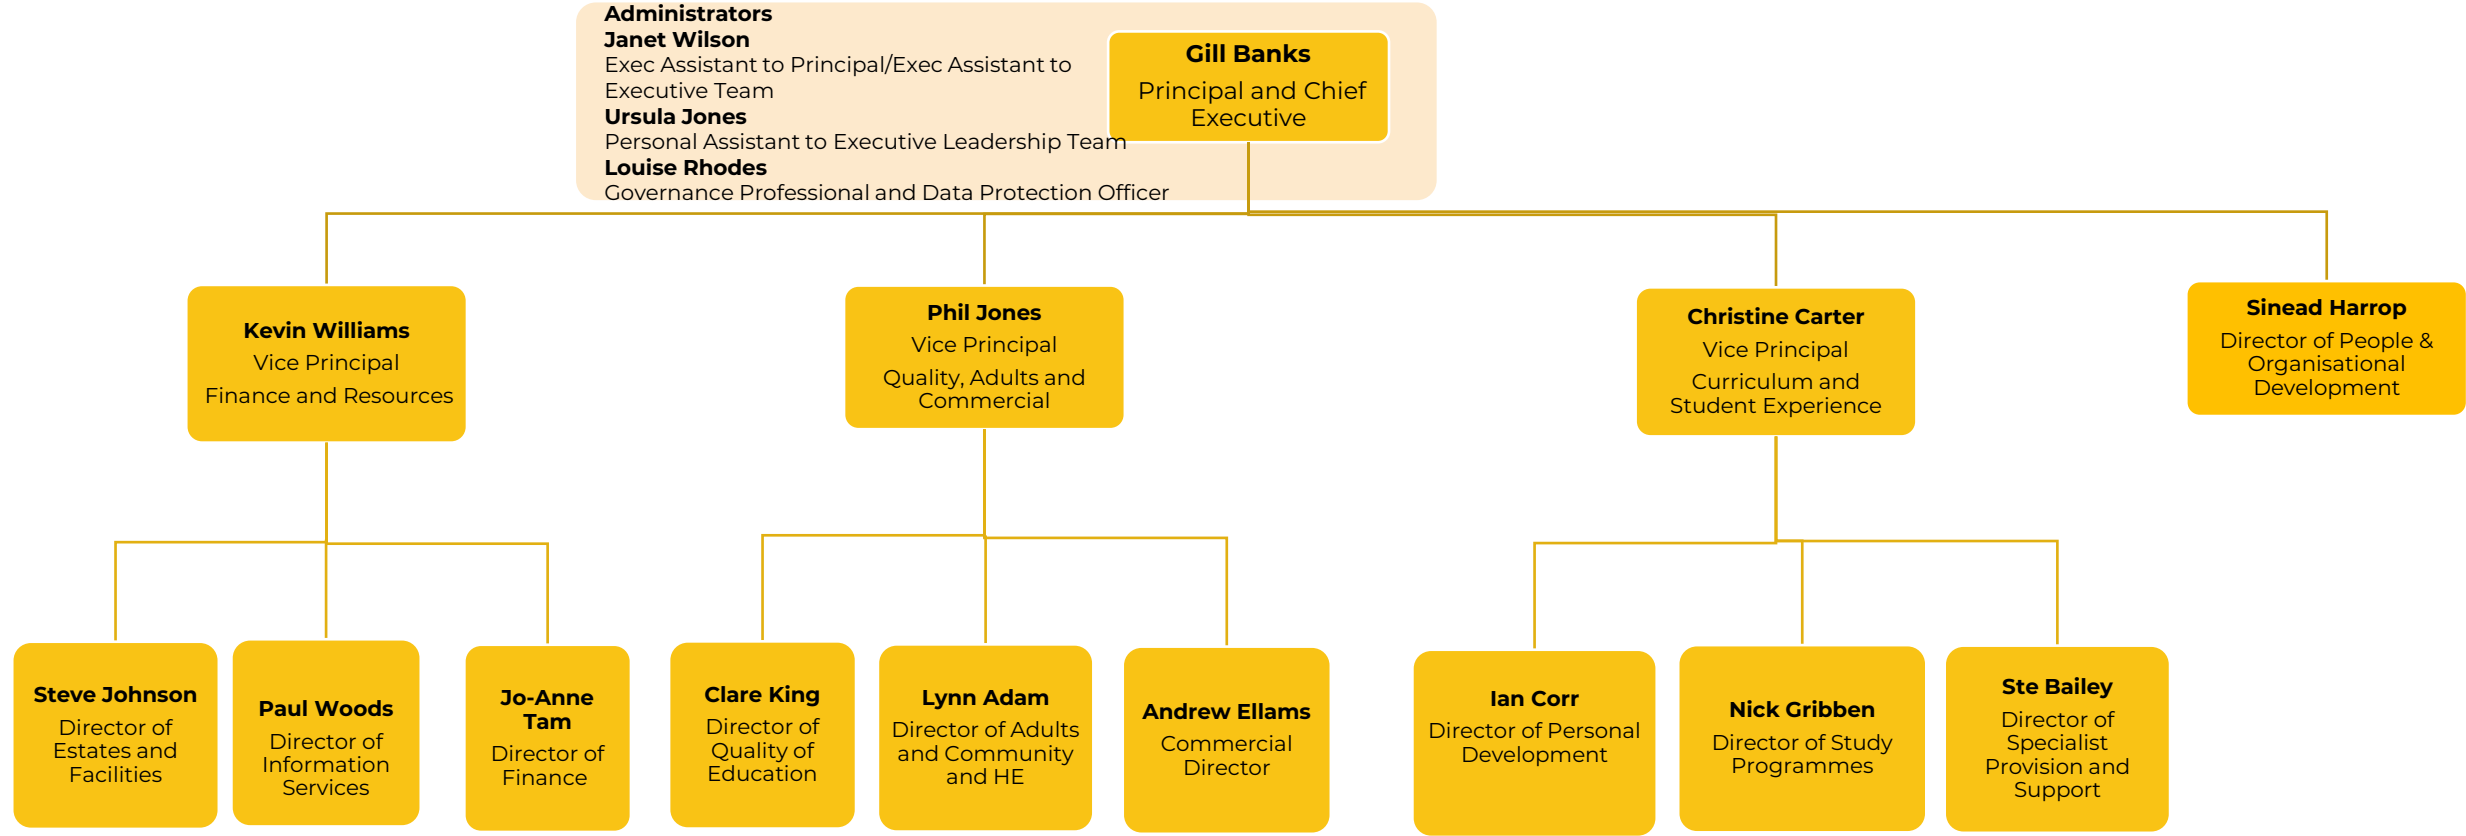 Administrators
Janet Wilson
Exec Assistant to Principal/Exec Assistant to
Executive Team
Ursula Jones
Personal Assistant to Executive Leadership Team
Louise Rhodes
Governance Professional and Data Protection Officer
Gill Banks
Principal and Chief
Executive
Kevin Williams
Vice Principal
Finance and Resources
Phil Jones
Vice Principal
Quality, Adults and
Commercial
Christine Carter
Vice Principal
Curriculum and
Student Experience
Sinead Harrop
Director of People &
Organisational
Development
Steve Johnson
Director of
Estates and
Facilities
Paul Woods
Director of
Information
Services
Jo-Anne
Tam
Director of
Finance
Clare King
Director of
Quality of
Education
Lynn Adam
Director of Adults
and Community
and HE
Andrew Ellams
Commercial
Director
Ian Corr
Director of Personal
Development
Nick Gribben
Director of Study
Programmes
Ste Bailey
Director of
Specialist
Provision and
Support